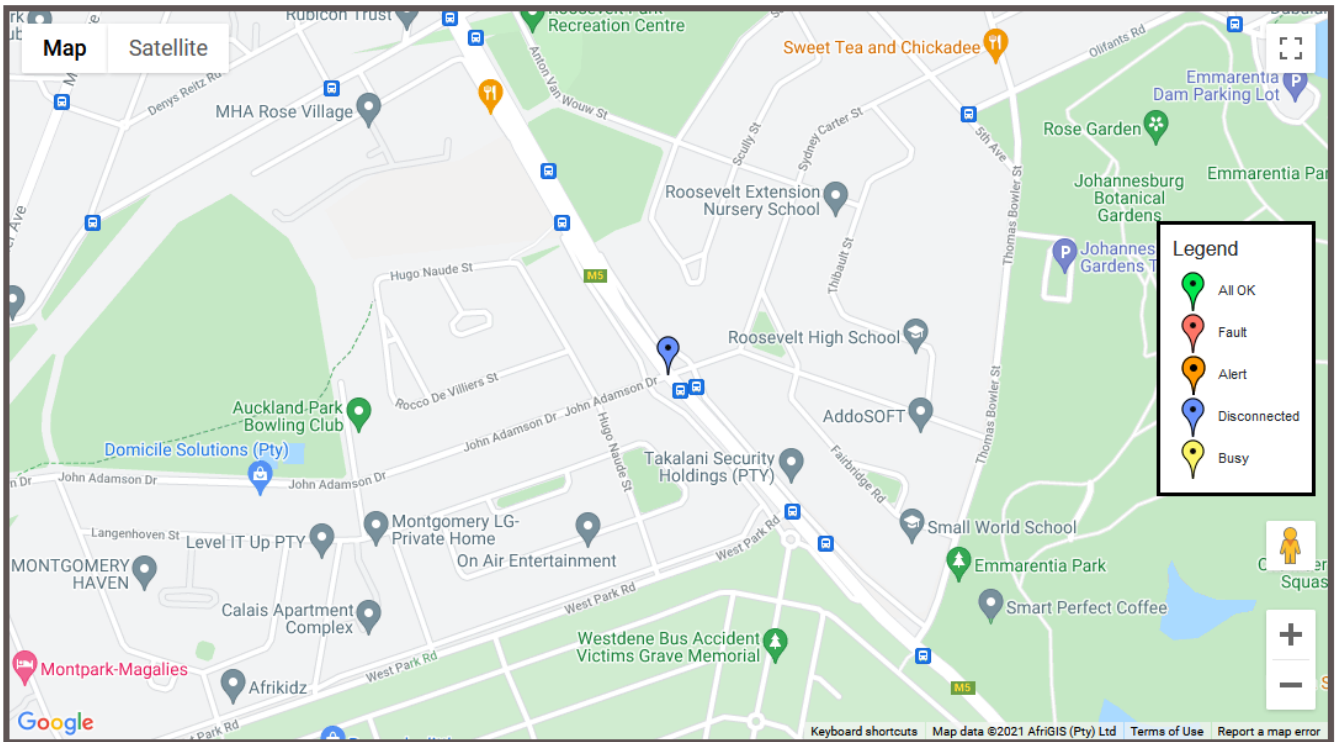 Map
Satellite
Rubicon Trust
Roosevelt Park
Recreation Centre
Sweet Tea and Chickadee
Olifants Rd
Denys Reitz Rd
Anton Van Wouw St
MHA Rose Village
Emmarentia
Dam Parking Lot
Rose Garden
Scully St
Sydney Carter St
5th Ave
Roosevelt Extension
Nursery School
Johannesburg
Botanical
Gardens
Thomas Bowler St
Thibault St
Hugo Naude St
M5
Legend
All OK
Fault
Alert
Disconnected
Busy
Roosevelt High School
Rocco De Villiers St
John Adamson Dr
Auckland Park
Bowling Club
John Adamson Dr
Hugo Naude St
AddoSOFT
Thomas Bowler St
Domicile Solutions (Pty)
John Adamson Dr
John Adamson Dr
Takalani Security
Holdings (PTY)
Fairbridge Rd
Langenhoven St
Level IT Up PTY
Montgomery LG-
Private Home
On Air Entertainment
West Park Rd
Small World School
MONTGOMERY
HAVEN
Emmarentia Park
Calais Apartment
Complex
West Park Rd
Smart Perfect Coffee
Westdene Bus Accident
Victims Grave Memorial
Montpark-Magalies
West Park Rd
Afrikidz
M5
Google
Keyboard shortcuts
Map data ©2021 AfriGIS (Pty) Ltd
Terms of Use
Report a map error